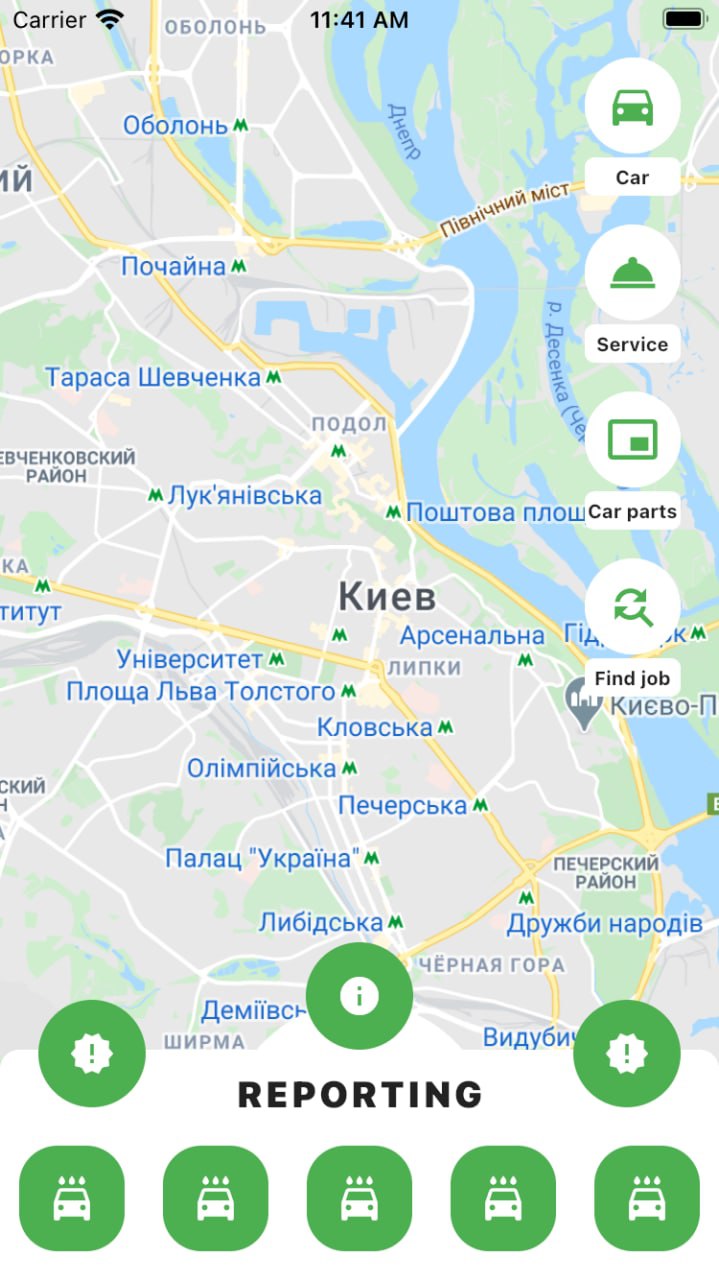 Carrier
11:41 AM
ОБОЛОНЬ
ОРКА
Днепр
Оболонь
Car
ИЙ
Північний міст
Почайна
р. Десенка (Че
Service
Тараса Шевченка
ПОДОЛ
ЕВЧЕНКОВСКИЙ
РАЙОН
Лук'янівська
Поштова площ
Car parts
КА
титут
Киев
Арсенальна
Гід
рк
Університет
ЛИПКИ
Find job
Площа Льва Толстого
Києво-П
Кловська
Олімпійська
СКИЙ
Н
А
Печерська
Палац "Україна"
ПЕЧЕРСКИЙ
РАЙОН
Либідська
Дружби народів
ЧЁРНАЯ ГОРА
Деміївсь
ШИРМА
Видубич
REPORTING